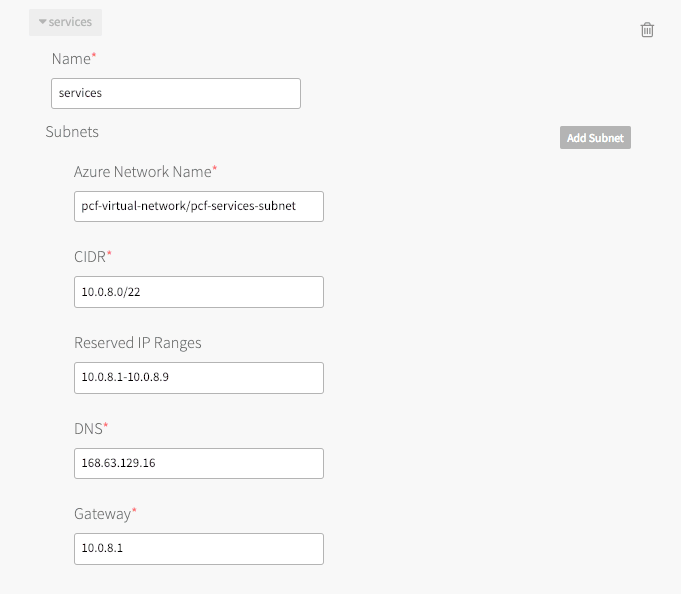 services
Name*
services
Subnets
Add Subnet
Azure Network Name*
pcf-virtual-network/pcf-services-subnet
CIDR*
10.0.8.0/22
Reserved IP Ranges
10.0.8.1-10.0.8.9
DNS*
168.63.129.16
Gateway*
10.0.8.1